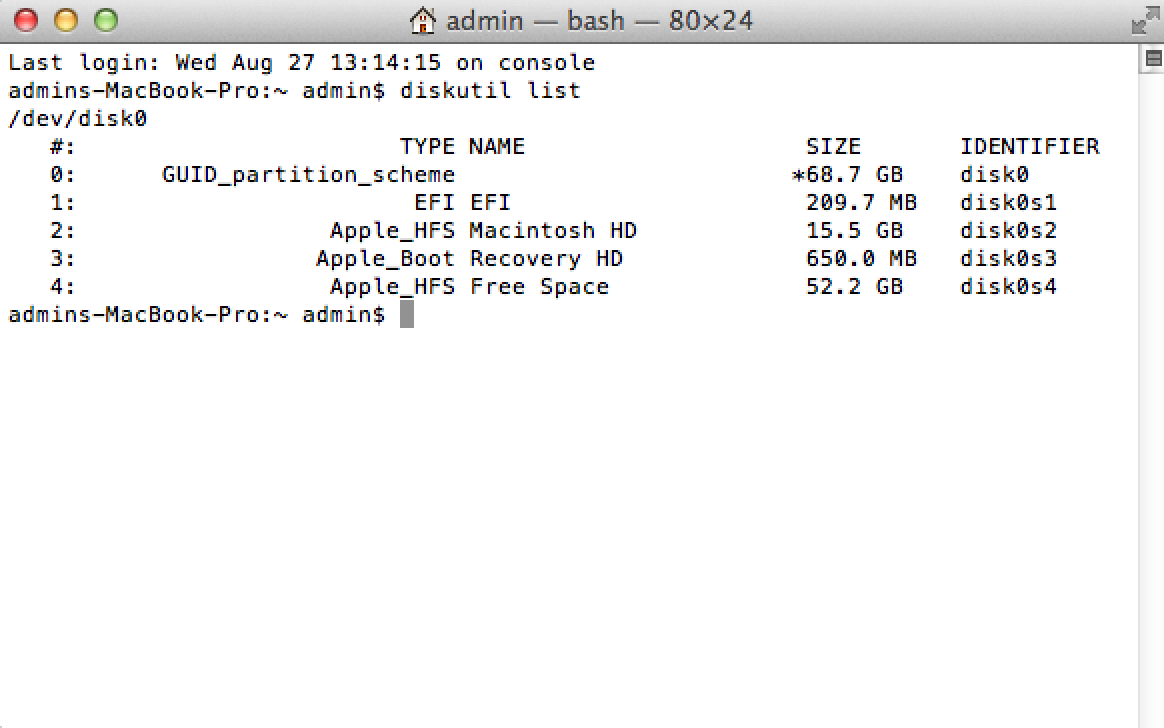 admin — bash — 80×24
Last login: Wed Aug 27 13:14:15 on console
admins-MacBook-Pro:~ admin$ diskutil list
/dev/disk0
   #:                       TYPE NAME                    SIZE       IDENTIFIER
   0:      GUID_partition_scheme                        *68.7 GB    disk0
   1:                        EFI EFI                     209.7 MB   disk0s1
   2:                  Apple_HFS Macintosh HD            15.5 GB    disk0s2
   3:                 Apple_Boot Recovery HD             650.0 MB   disk0s3
   4:                  Apple_HFS Free Space              52.2 GB    disk0s4
admins-MacBook-Pro:~ admin$